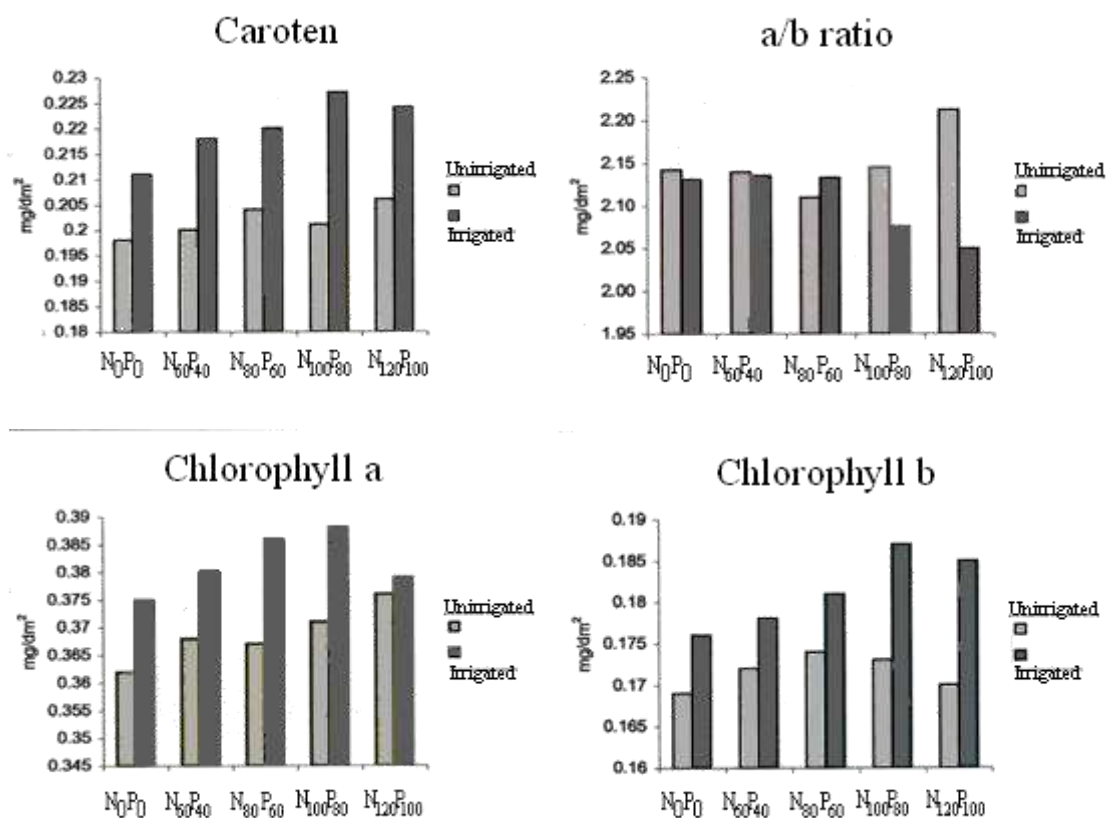 Caroten
0.23
0.225
0.22
0.215
0.21
0.205
0.2
0.195
0.19
0.185
0.18
mg/dm²
N₀P₀ N₆₀P₄₀ N₈₀P₆₀ N₁₀₀P₈₀ N₁₂₀P₁₀₀
Unirrigated
Irrigated
a/b ratio
2.25
2.20
2.15
2.10
2.05
2.00
1.95
mg/dm²
N₀P₀ N₆₀P₄₀ N₈₀P₆₀ N₁₀₀P₈₀ N₁₂₀P₁₀₀
Unirrigated
Irrigated
Chlorophyll a
0.39
0.385
0.38
0.375
0.37
0.365
0.36
0.355
0.35
0.345
mg/dm²
N₀P₀ N₆₀P₄₀ N₈₀P₆₀ N₁₀₀P₈₀ N₁₂₀P₁₀₀
Unirrigated
Irrigated
Chlorophyll b
0.19
0.185
0.18
0.175
0.17
0.165
0.16
mg/dm²
N₀P₀ N₆₀P₄₀ N₈₀P₆₀ N₁₀₀P₈₀ N₁₂₀P₁₀₀
Unirrigated
Irrigated